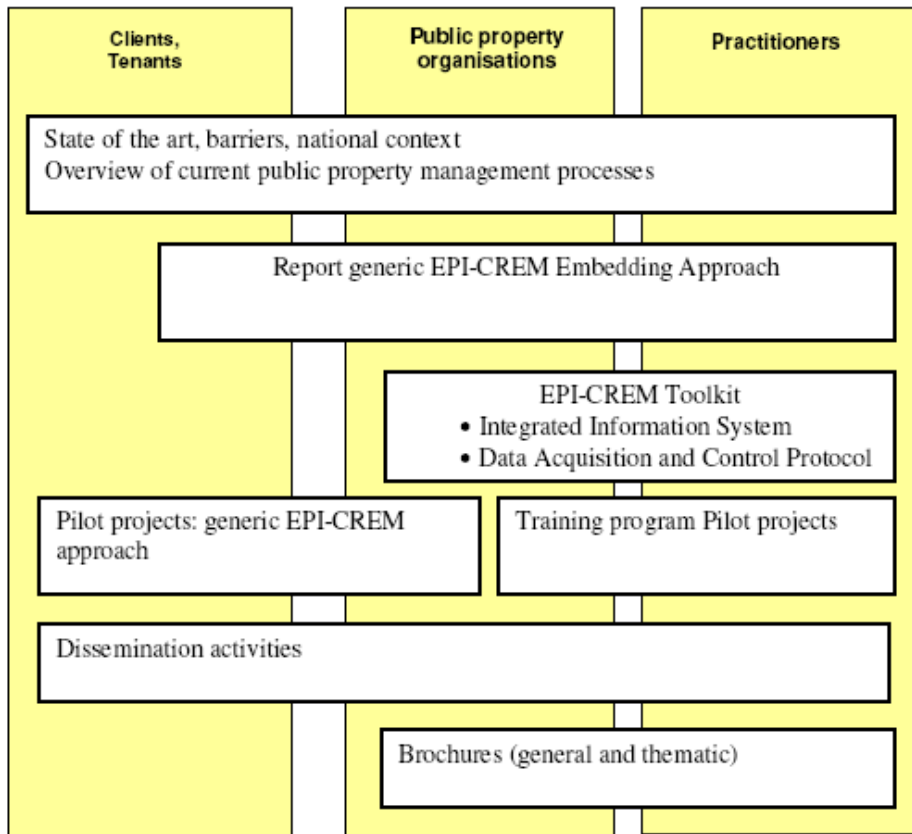 Clients,
Tenants
Public property
organisations
Practitioners
State of the art, barriers, national context
Overview of current public property management processes
Report generic EPI-CREM Embedding Approach
EPI-CREM Toolkit
• Integrated Information System
• Data Acquisition and Control Protocol
Pilot projects: generic EPI-CREM
approach
Training program Pilot projects
Dissemination activities
Brochures (general and thematic)